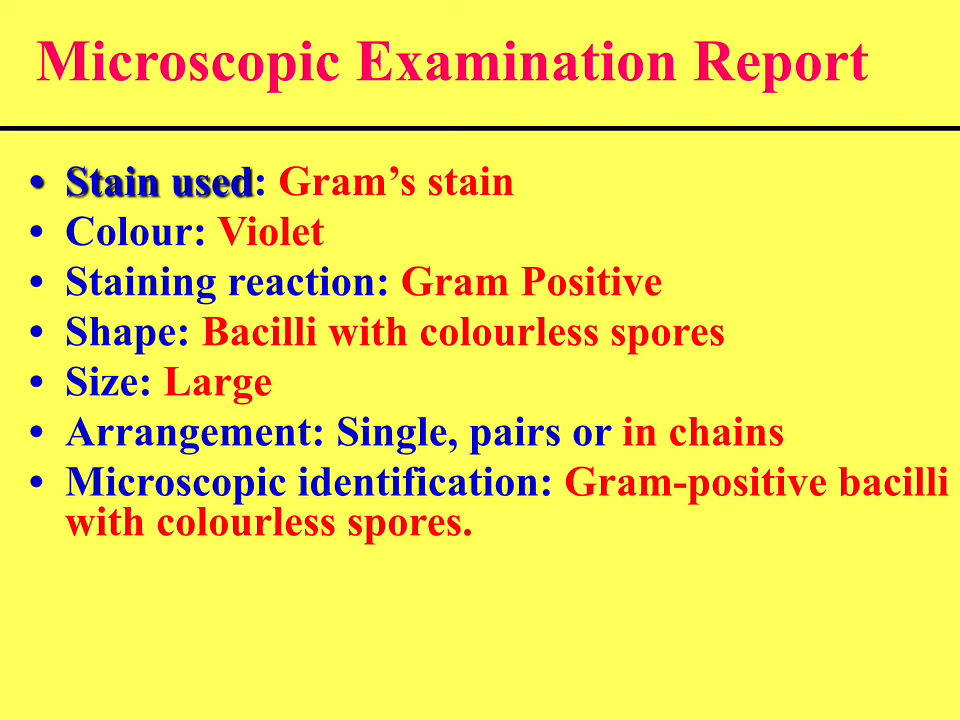 Microscopic Examination Report
• Stain used: Gram’s stain
• Colour: Violet
• Staining reaction: Gram Positive
• Shape: Bacilli with colourless spores
• Size: Large
• Arrangement: Single, pairs or in chains
• Microscopic identification: Gram-positive bacilli
with colourless spores.